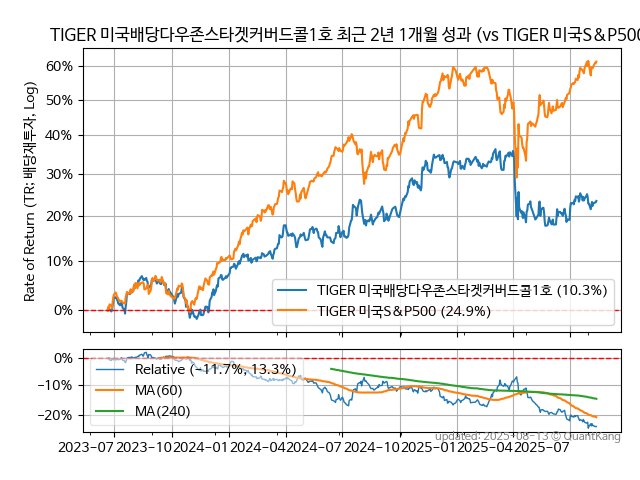 TIGER 미국배당다우존스타겟커버드콜1호 최근 2년 1개월 성과 (vs TIGER 미국S&P500
Rate of Return (TR: 배당재투자, Log)
60%
50%
40%
30%
20%
10%
0%
TIGER 미국배당다우존스타겟커버드콜1호 (10.3%)
TIGER 미국S&P500 (24.9%)
0%
−10%
−20%
Relative (−11.7%, 13.3%)
MA(60)
MA(240)
2023-07 2023-10 2024-01 2024-04 2024-07 2024-10 2025-01 2025-04 2025-07
updated: 2025-08-13 © QuantKang